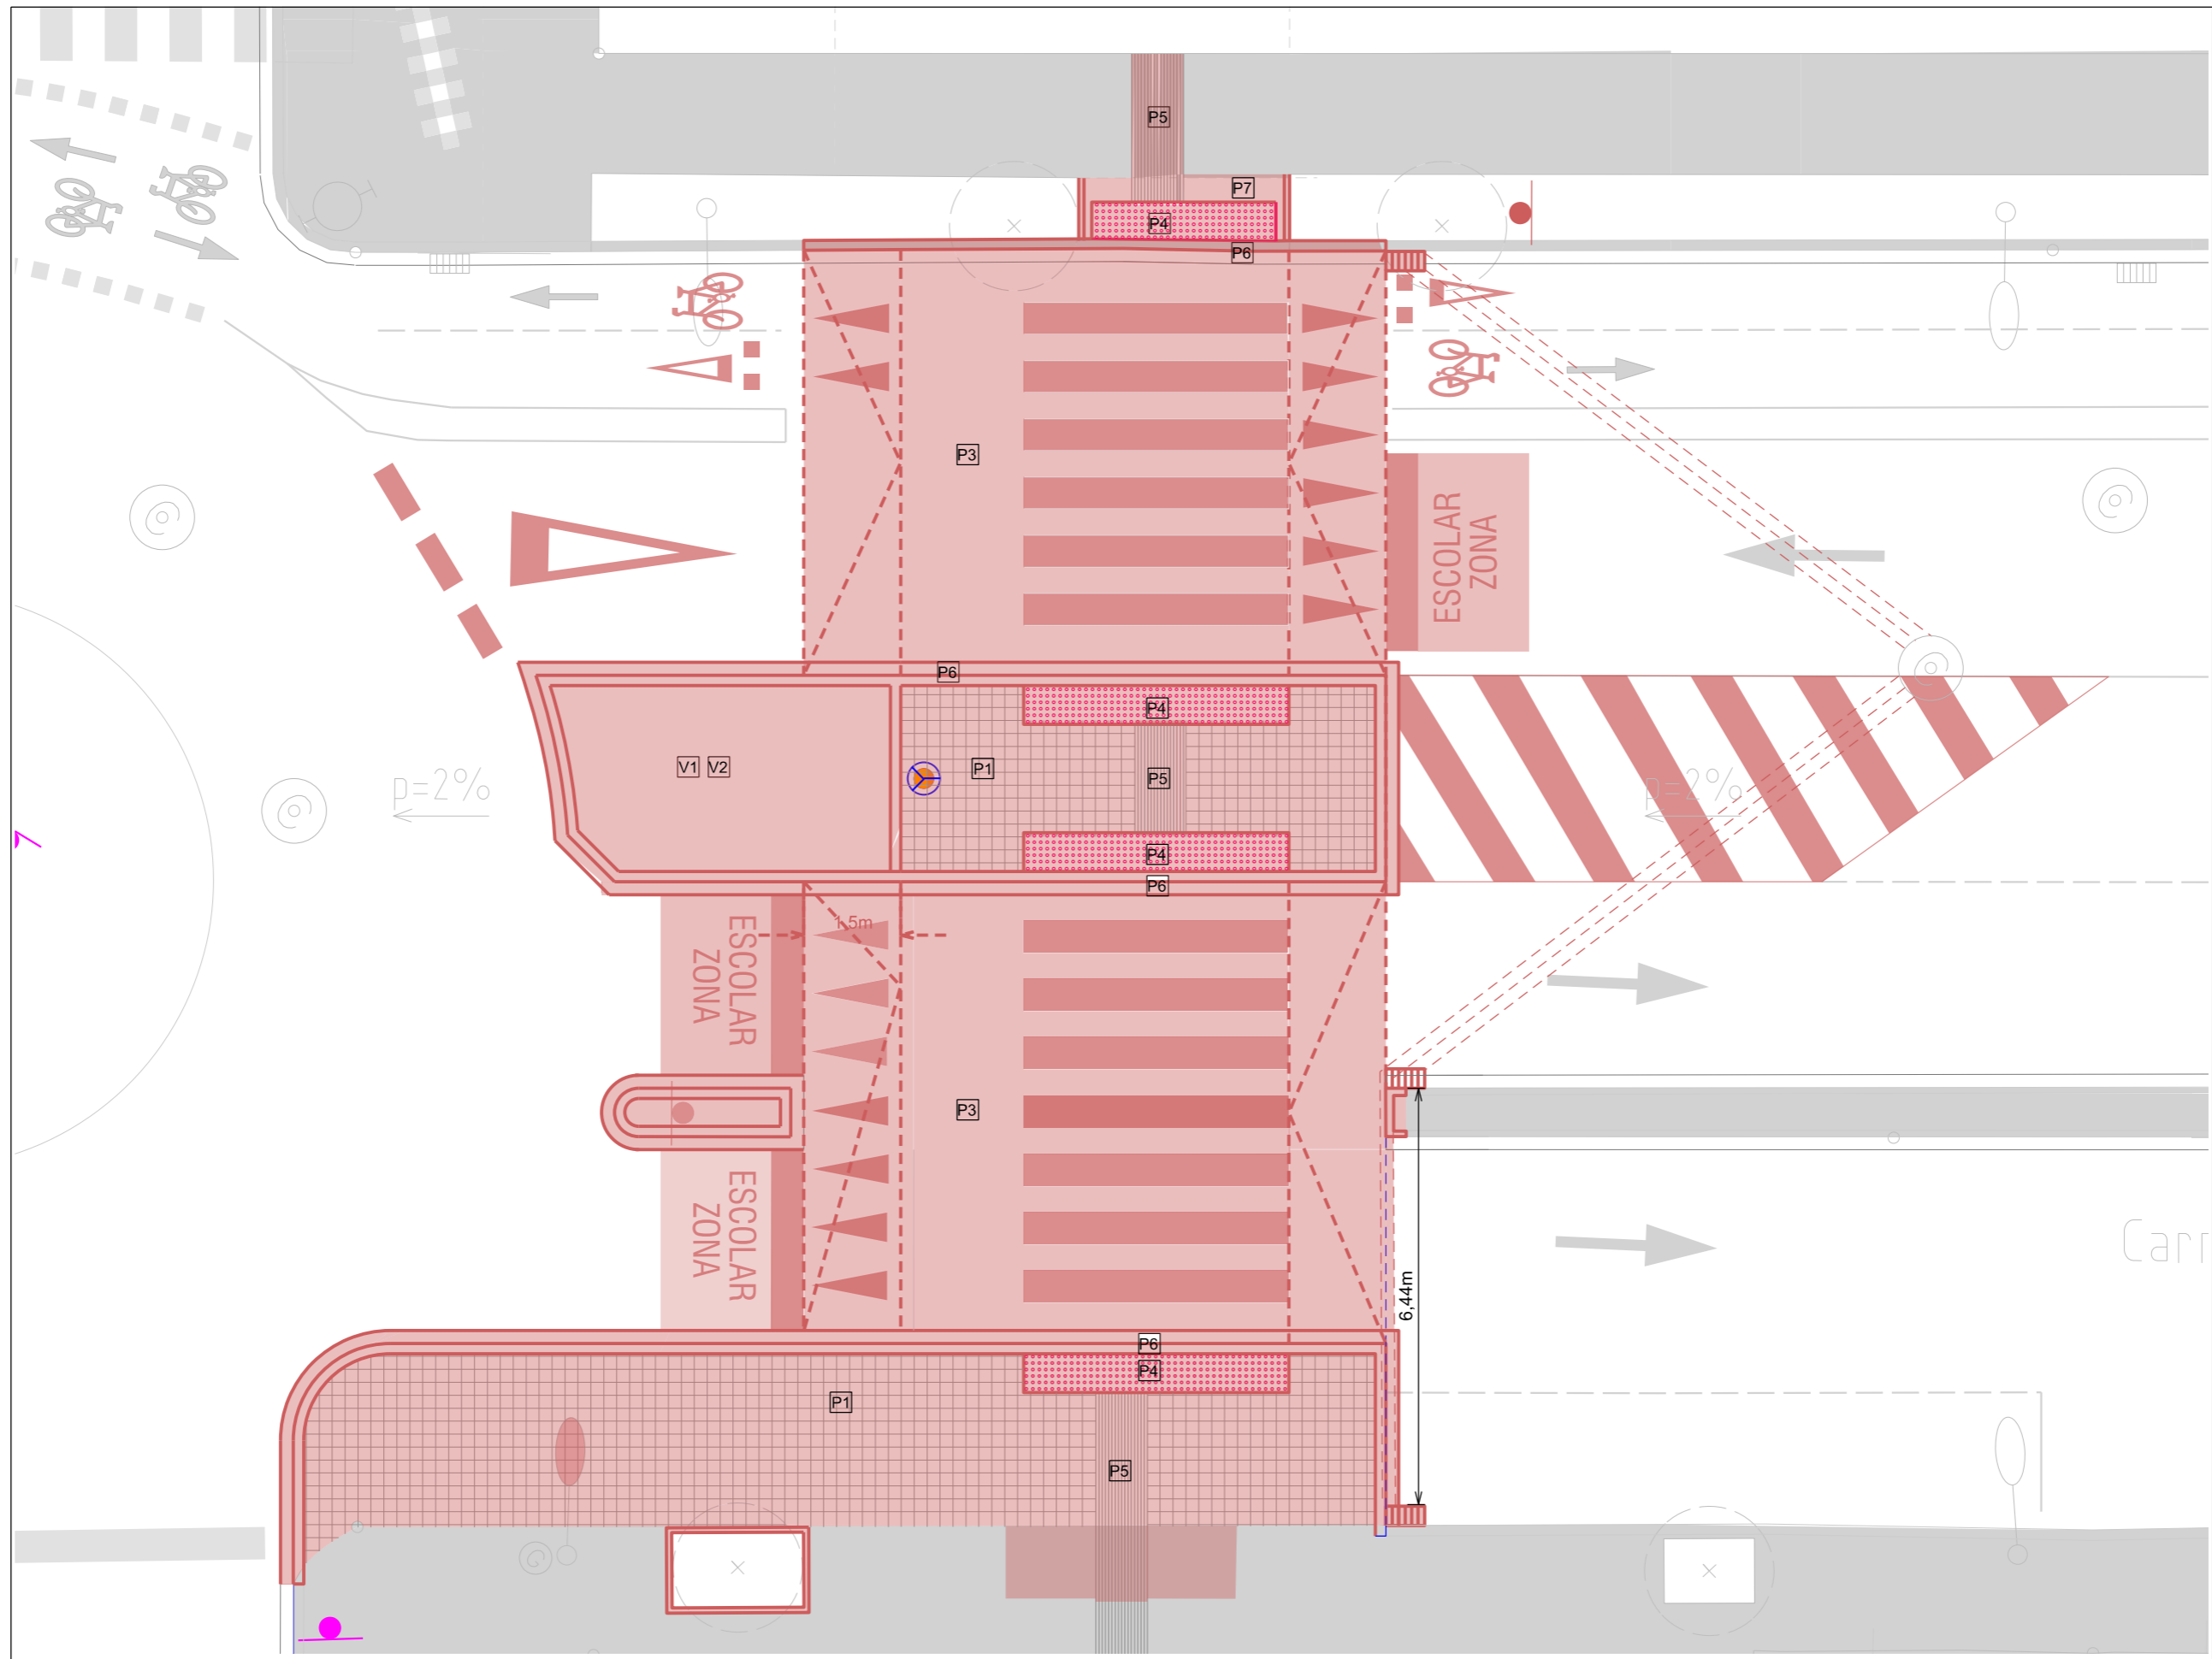 P5
P7
P4
P6
P3
ESCOLAR
ZONA
P6
P4
V1 V2
P1
P5
p=2%
p=2%
P4
P6
1.5m
ESCOLAR
ZONA
P3
ESCOLAR
ZONA
Carr
6,44m
P6
P4
P1
P5